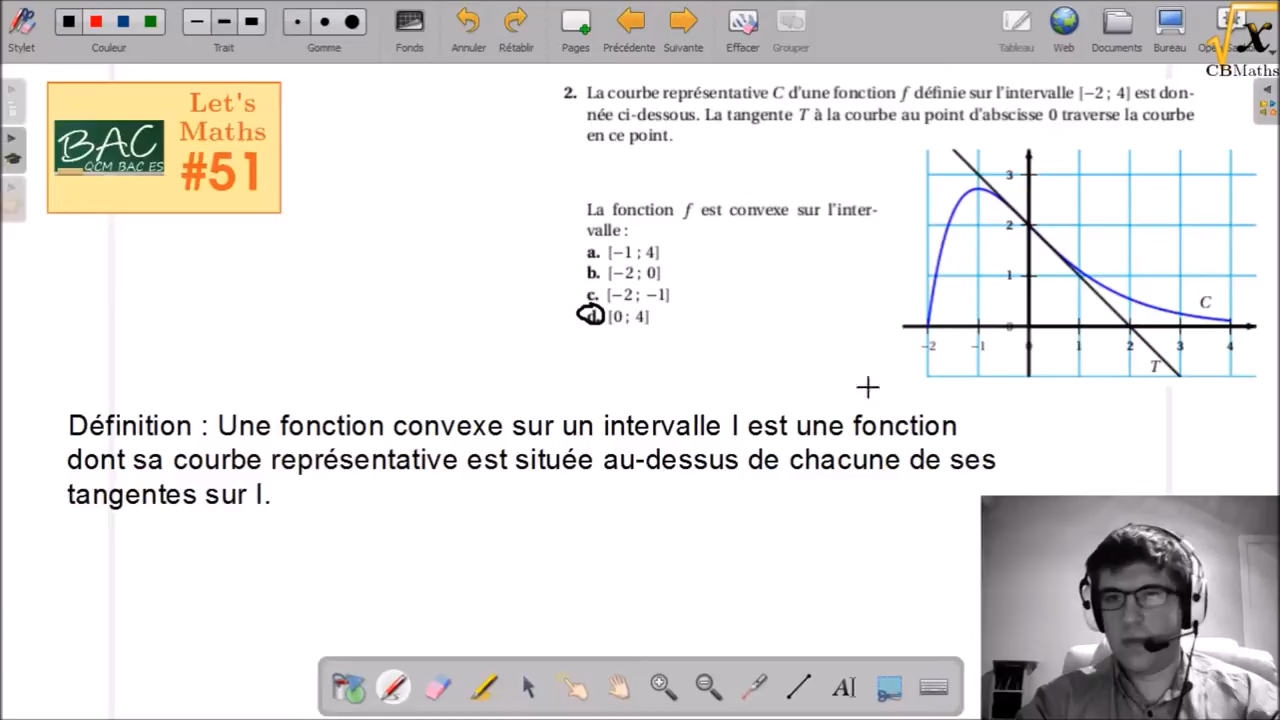 Stylet
Couleur
Trait
Gomme
Fonds
Annuler
Rétablir
Pages
Précédente
Suivante
Effacer
Grouper
Tableau
Web
Documents
Bureau
x
CBMaths
Let's
Maths
#51
BAC
QCM BAC ES
2. La courbe représentative C d'une fonction f définie sur l'intervalle [−2 ; 4] est don-
née ci-dessous. La tangente T à la courbe au point d'abscisse 0 traverse la courbe
en ce point.
La fonction f est convexe sur l'inter-
valle :
a. [−1 ; 4]
b. [−2 ; 0]
c. [−2 ; −1]
d. [0 ; 4]
3
2
1
0
−2 −1 0 1 2 3 4
C
T
Définition : Une fonction convexe sur un intervalle I est une fonction
dont sa courbe représentative est située au-dessus de chacune de ses
tangentes sur I.
AI